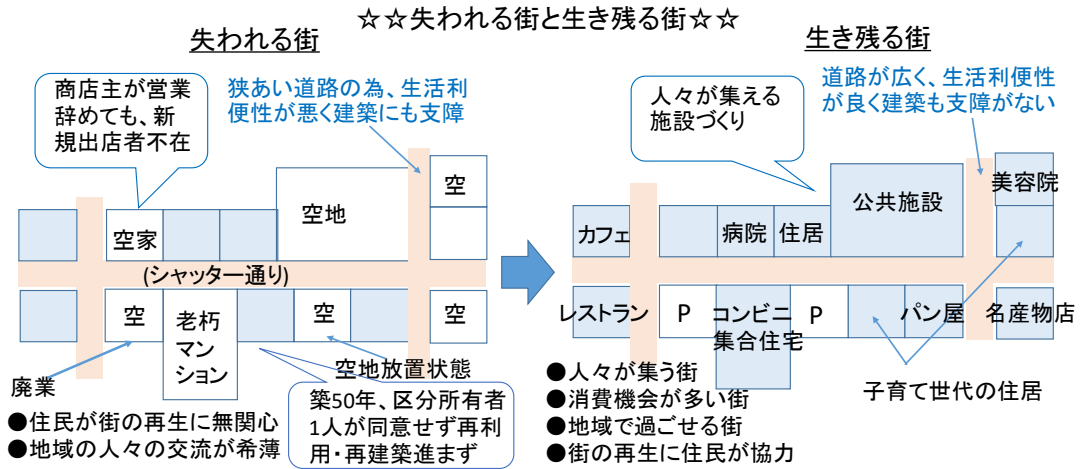 ☆☆失われる街と生き残る街☆☆
失われる街
商店主が営業
辞めても、新
規出店者不在
狭あい道路の為、生活利
便性が悪く建築にも支障
空
空地
空家
(シャッター通り)
空
老朽
マン
ション
空
空
廃業
空地放置状態
築50年、区分所有者
1人が同意せず再利
用・再建築進まず
●住民が街の再生に無関心
●地域の人々の交流が希薄
生き残る街
人々が集える
施設づくり
道路が広く、生活利便性
が良く建築も支障がない
美容院
公共施設
カフェ
病院
住居
レストラン
P
コンビニ
集合住宅
P
パン屋
名産物店
子育て世代の住居
●人々が集う街
●消費機会が多い街
●地域で過ごせる街
●街の再生に住民が協力